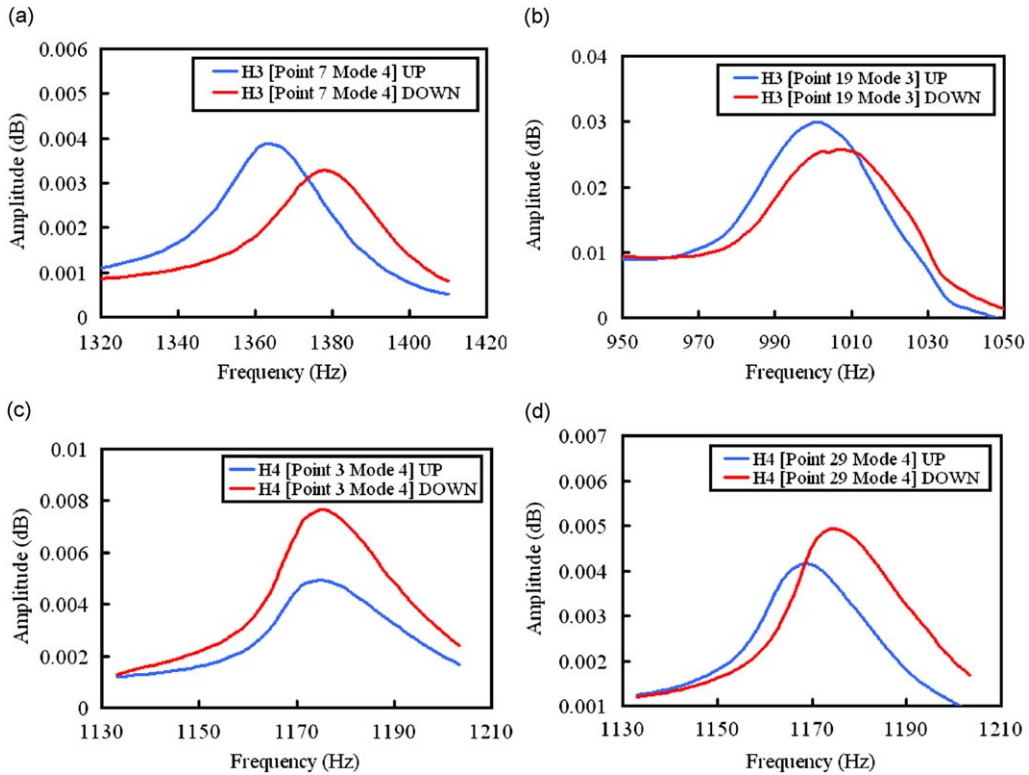 (a)
0.006
0.005
0.004
0.003
0.002
0.001
0
Amplitude (dB)
H3 [Point 7 Mode 4] UP
H3 [Point 7 Mode 4] DOWN
1320 1340 1360 1380 1400 1420
Frequency (Hz)
(b)
0.04
0.03
0.02
0.01
0
Amplitude (dB)
H3 [Point 19 Mode 3] UP
H3 [Point 19 Mode 3] DOWN
950 970 990 1010 1030 1050
Frequency (Hz)
(c)
0.01
0.008
0.006
0.004
0.002
0
Amplitude (dB)
H4 [Point 3 Mode 4] UP
H4 [Point 3 Mode 4] DOWN
1130 1150 1170 1190 1210
Frequency (Hz)
(d)
0.007
0.006
0.005
0.004
0.003
0.002
0.001
Amplitude (dB)
H4 [Point 29 Mode 4] UP
H4 [Point 29 Mode 4] DOWN
1130 1150 1170 1190 1210
Frequency (Hz)